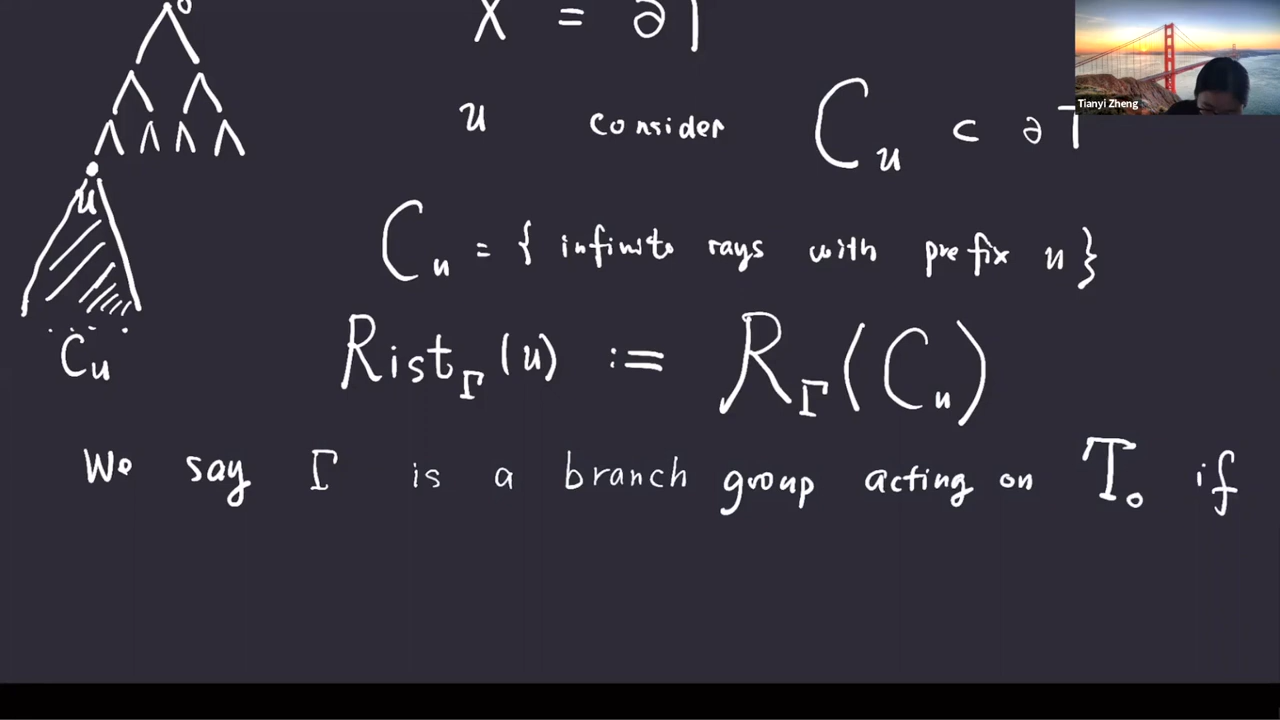 o
X = ∂T
Tianyi Zheng
u consider C_u ⊂ ∂T
u
C_u = { infinite rays with prefix u }
C_u
Rist_Γ (u) := R_Γ (C_u)
We say Γ is a branch group acting on T_o if